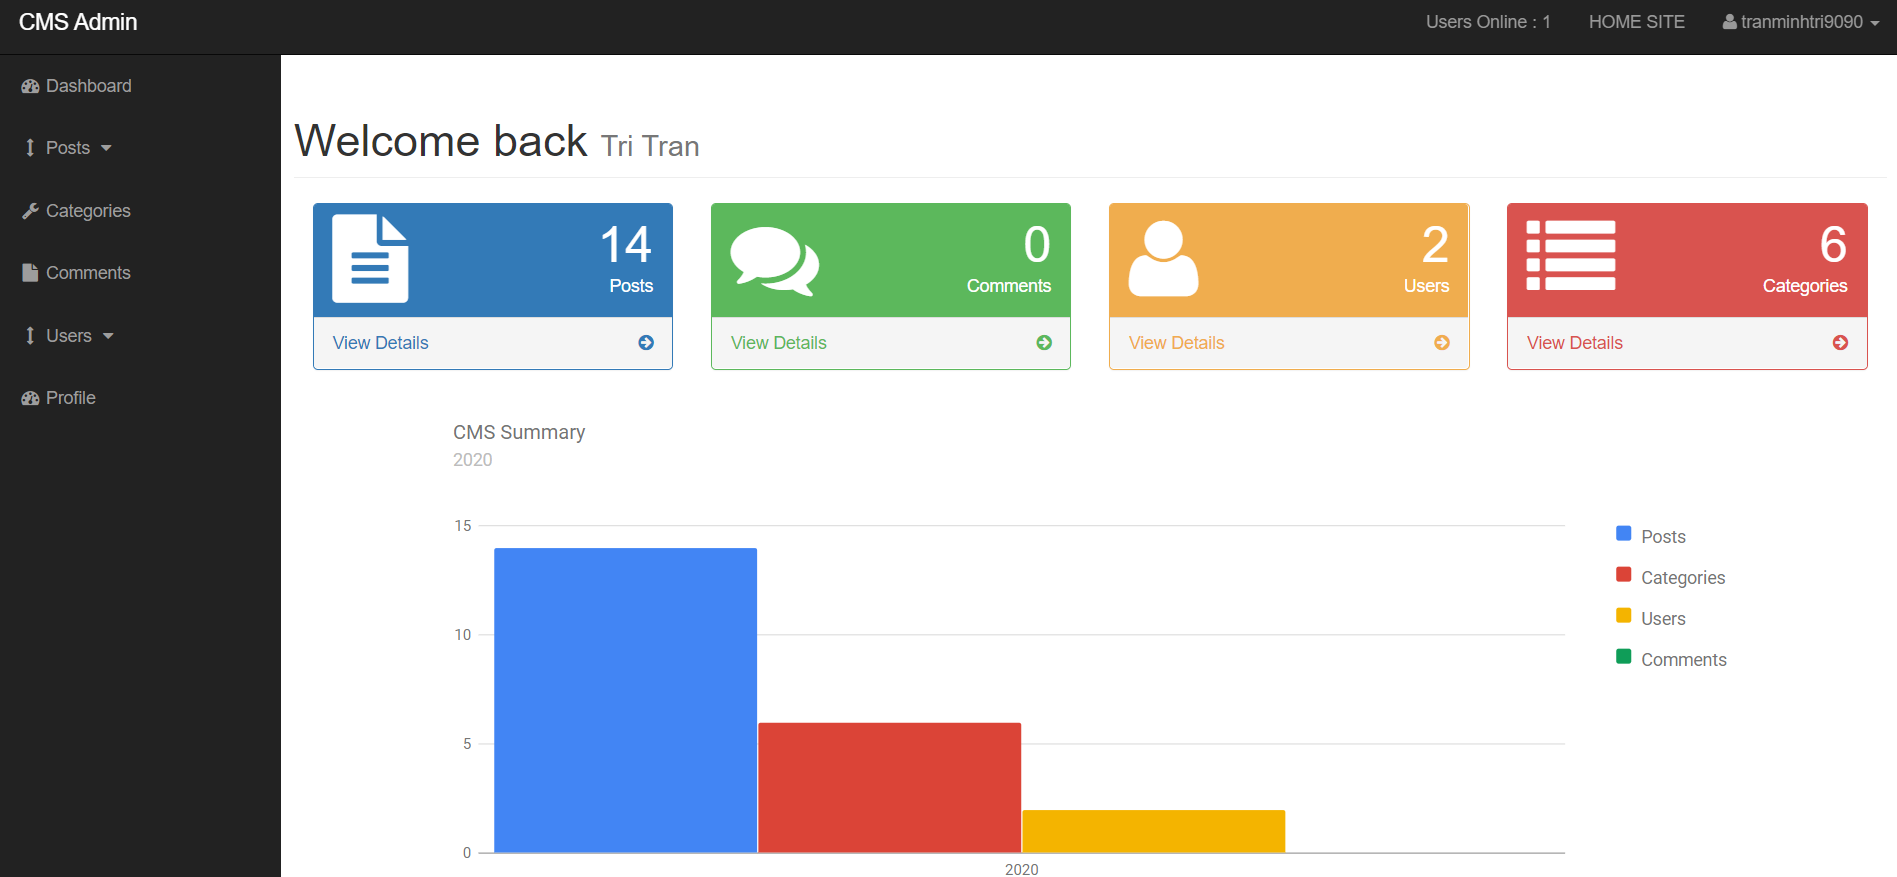 CMS Admin
Users Online : 1
HOME SITE
tranminhtri9090
Dashboard
Posts
Categories
Comments
Users
Profile
Welcome back Tri Tran
14
Posts
View Details
0
Comments
View Details
2
Users
View Details
6
Categories
View Details
CMS Summary
2020
15
10
5
0
2020
Posts
Categories
Users
Comments